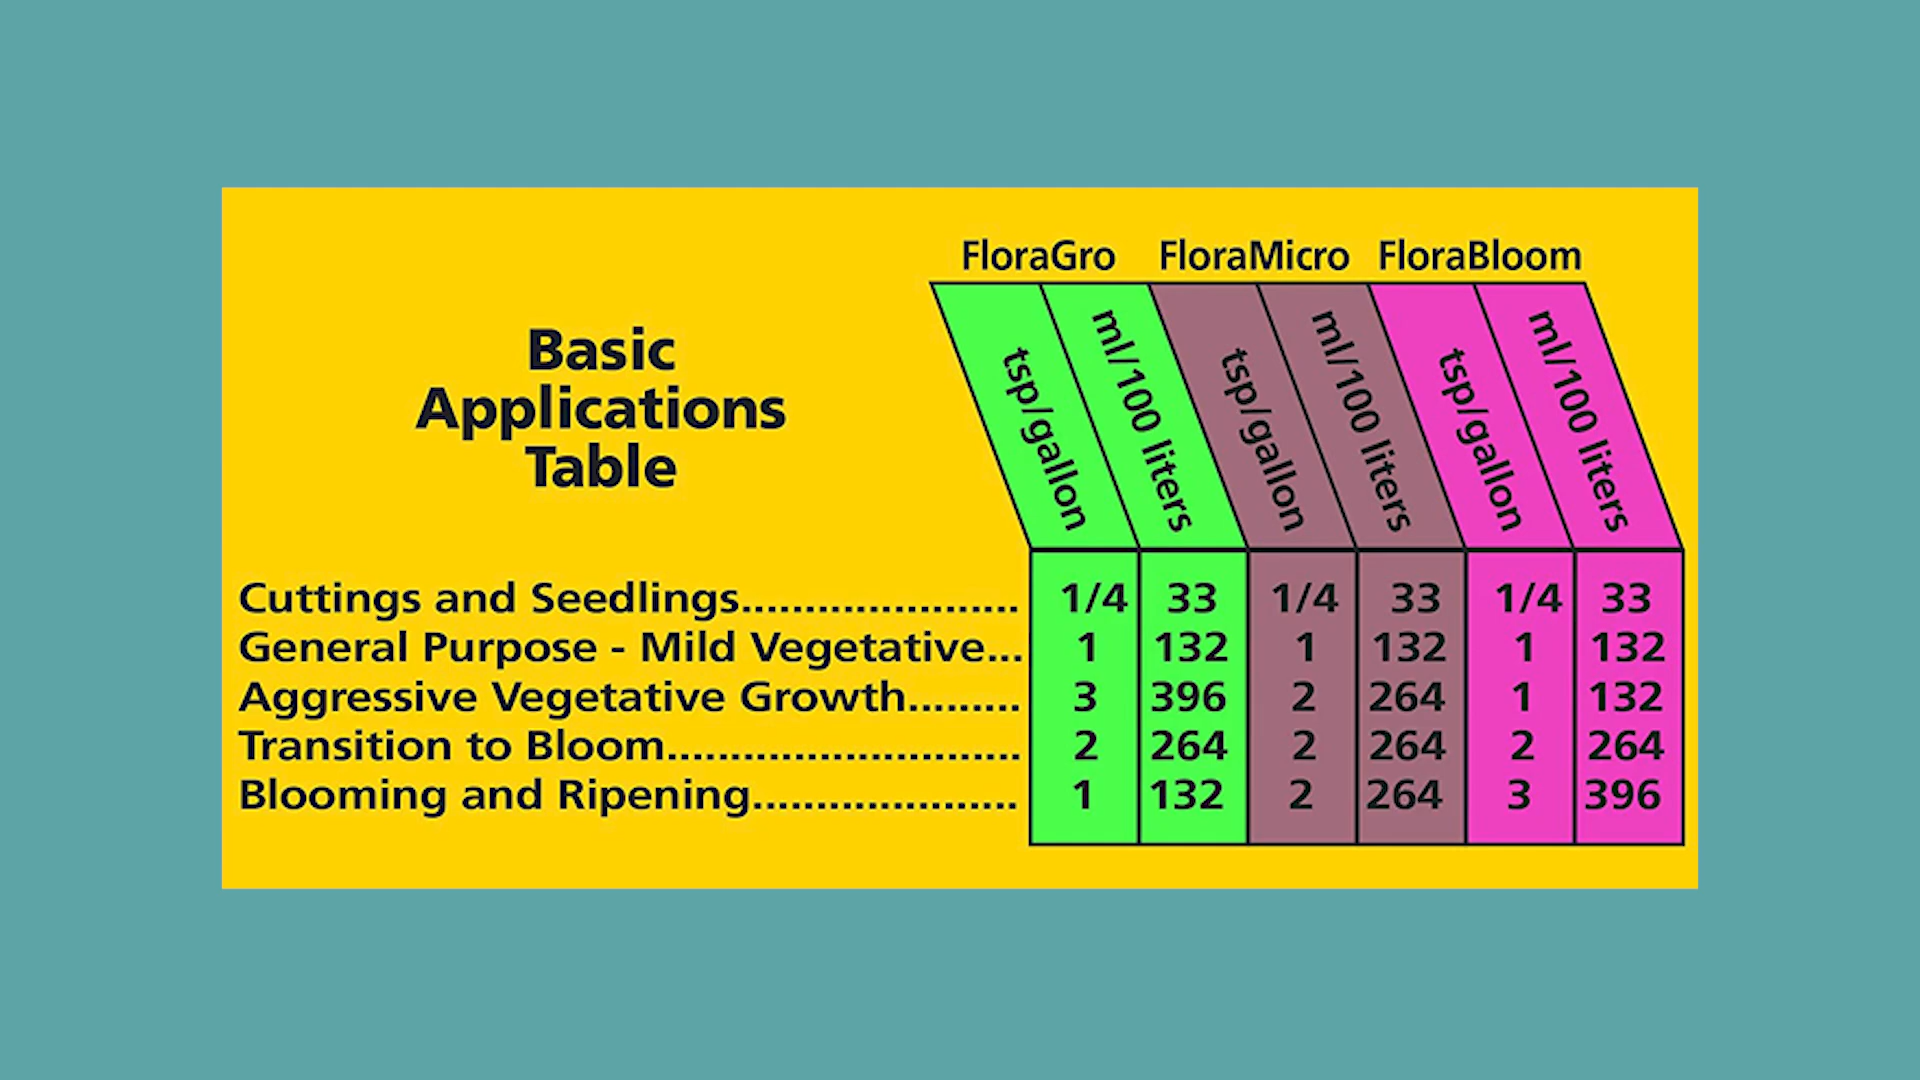 FloraGro FloraMicro FloraBloom
Basic
Applications
Table
tsp/gallon ml/100 liters tsp/gallon ml/100 liters tsp/gallon ml/100 liters
Cuttings and Seedlings...................... 1/4 33 1/4 33 1/4 33
General Purpose - Mild Vegetative... 1 132 1 132 1 132
Aggressive Vegetative Growth......... 3 396 2 264 1 132
Transition to Bloom............................ 2 264 2 264 2 264
Blooming and Ripening..................... 1 132 2 264 3 396